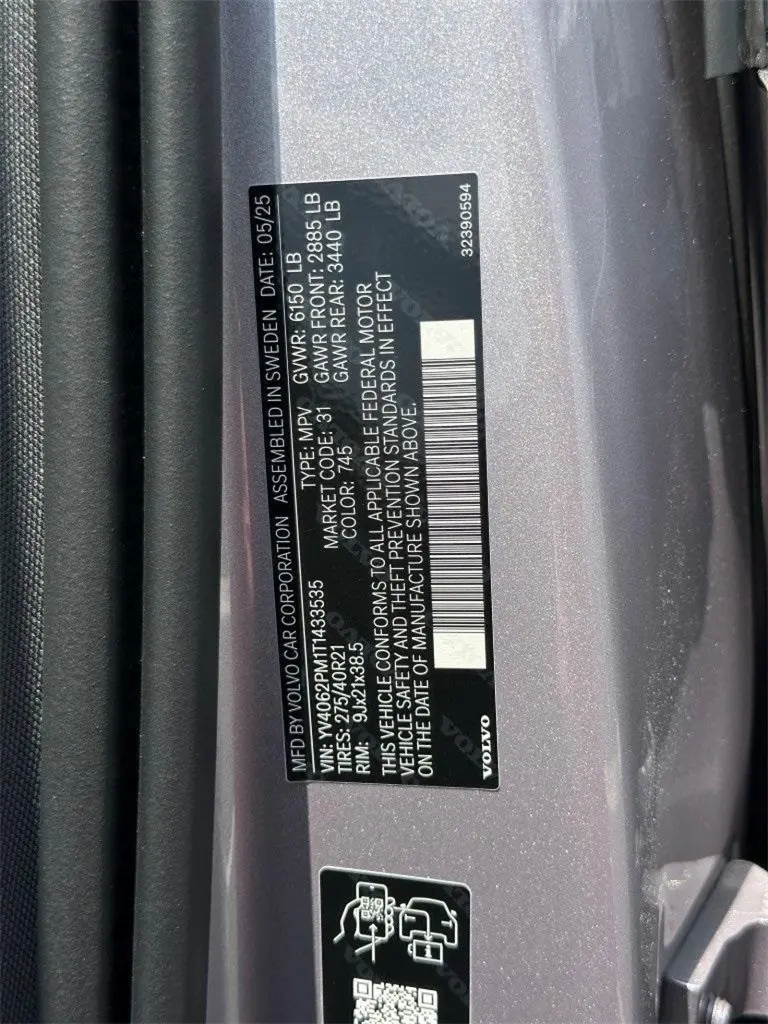 MFD BY VOLVO CAR CORPORATION ASSEMBLED IN SWEDEN DATE: 05/25
VIN: YV4062PM1T1433535 TYPE: MPV GVWR: 6150 LB
TIRES: 275/40R21 MARKET CODE: 31 GAWR FRONT: 2885 LB
RIM: 9Jx21x38.5 COLOR: 745 GAWR REAR: 3440 LB
THIS VEHICLE CONFORMS TO ALL APPLICABLE FEDERAL MOTOR
VEHICLE SAFETY AND THEFT PREVENTION STANDARDS IN EFFECT
ON THE DATE OF MANUFACTURE SHOWN ABOVE.
VOLVO 32390594